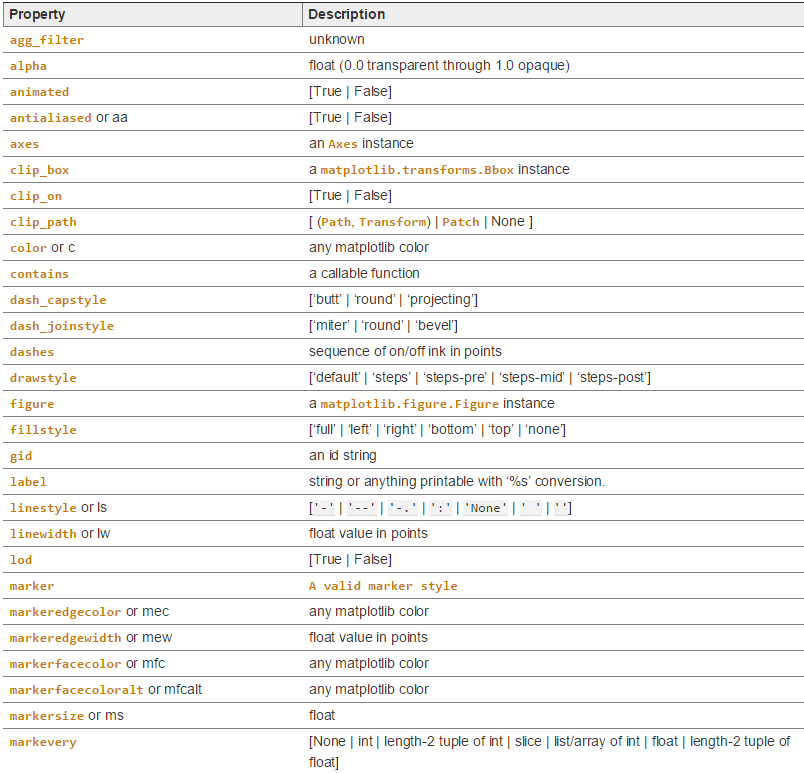 Property Description
agg_filter unknown
alpha float (0.0 transparent through 1.0 opaque)
animated [True | False]
antialiased or aa [True | False]
axes an Axes instance
clip_box a matplotlib.transforms.Bbox instance
clip_on [True | False]
clip_path [ (Path, Transform) | Patch | None ]
color or c any matplotlib color
contains a callable function
dash_capstyle [‘butt’ | ‘round’ | ‘projecting’]
dash_joinstyle [‘miter’ | ‘round’ | ‘bevel’]
dashes sequence of on/off ink in points
drawstyle [‘default’ | ‘steps’ | ‘steps-pre’ | ‘steps-mid’ | ‘steps-post’]
figure a matplotlib.figure.Figure instance
fillstyle [‘full’ | ‘left’ | ‘right’ | ‘bottom’ | ‘top’ | ‘none’]
gid an id string
label string or anything printable with ‘%s’ conversion.
linestyle or ls ['-' | '--' | '-.' | ':' | 'None' | ' ' | '']
linewidth or lw float value in points
lod [True | False]
marker A valid marker style
markeredgecolor or mec any matplotlib color
markeredgewidth or mew float value in points
markerfacecolor or mfc any matplotlib color
markerfacecoloralt or mfcalt any matplotlib color
markersize or ms float
markevery [None | int | length-2 tuple of int | slice | list/array of int | float | length-2 tuple of
float]